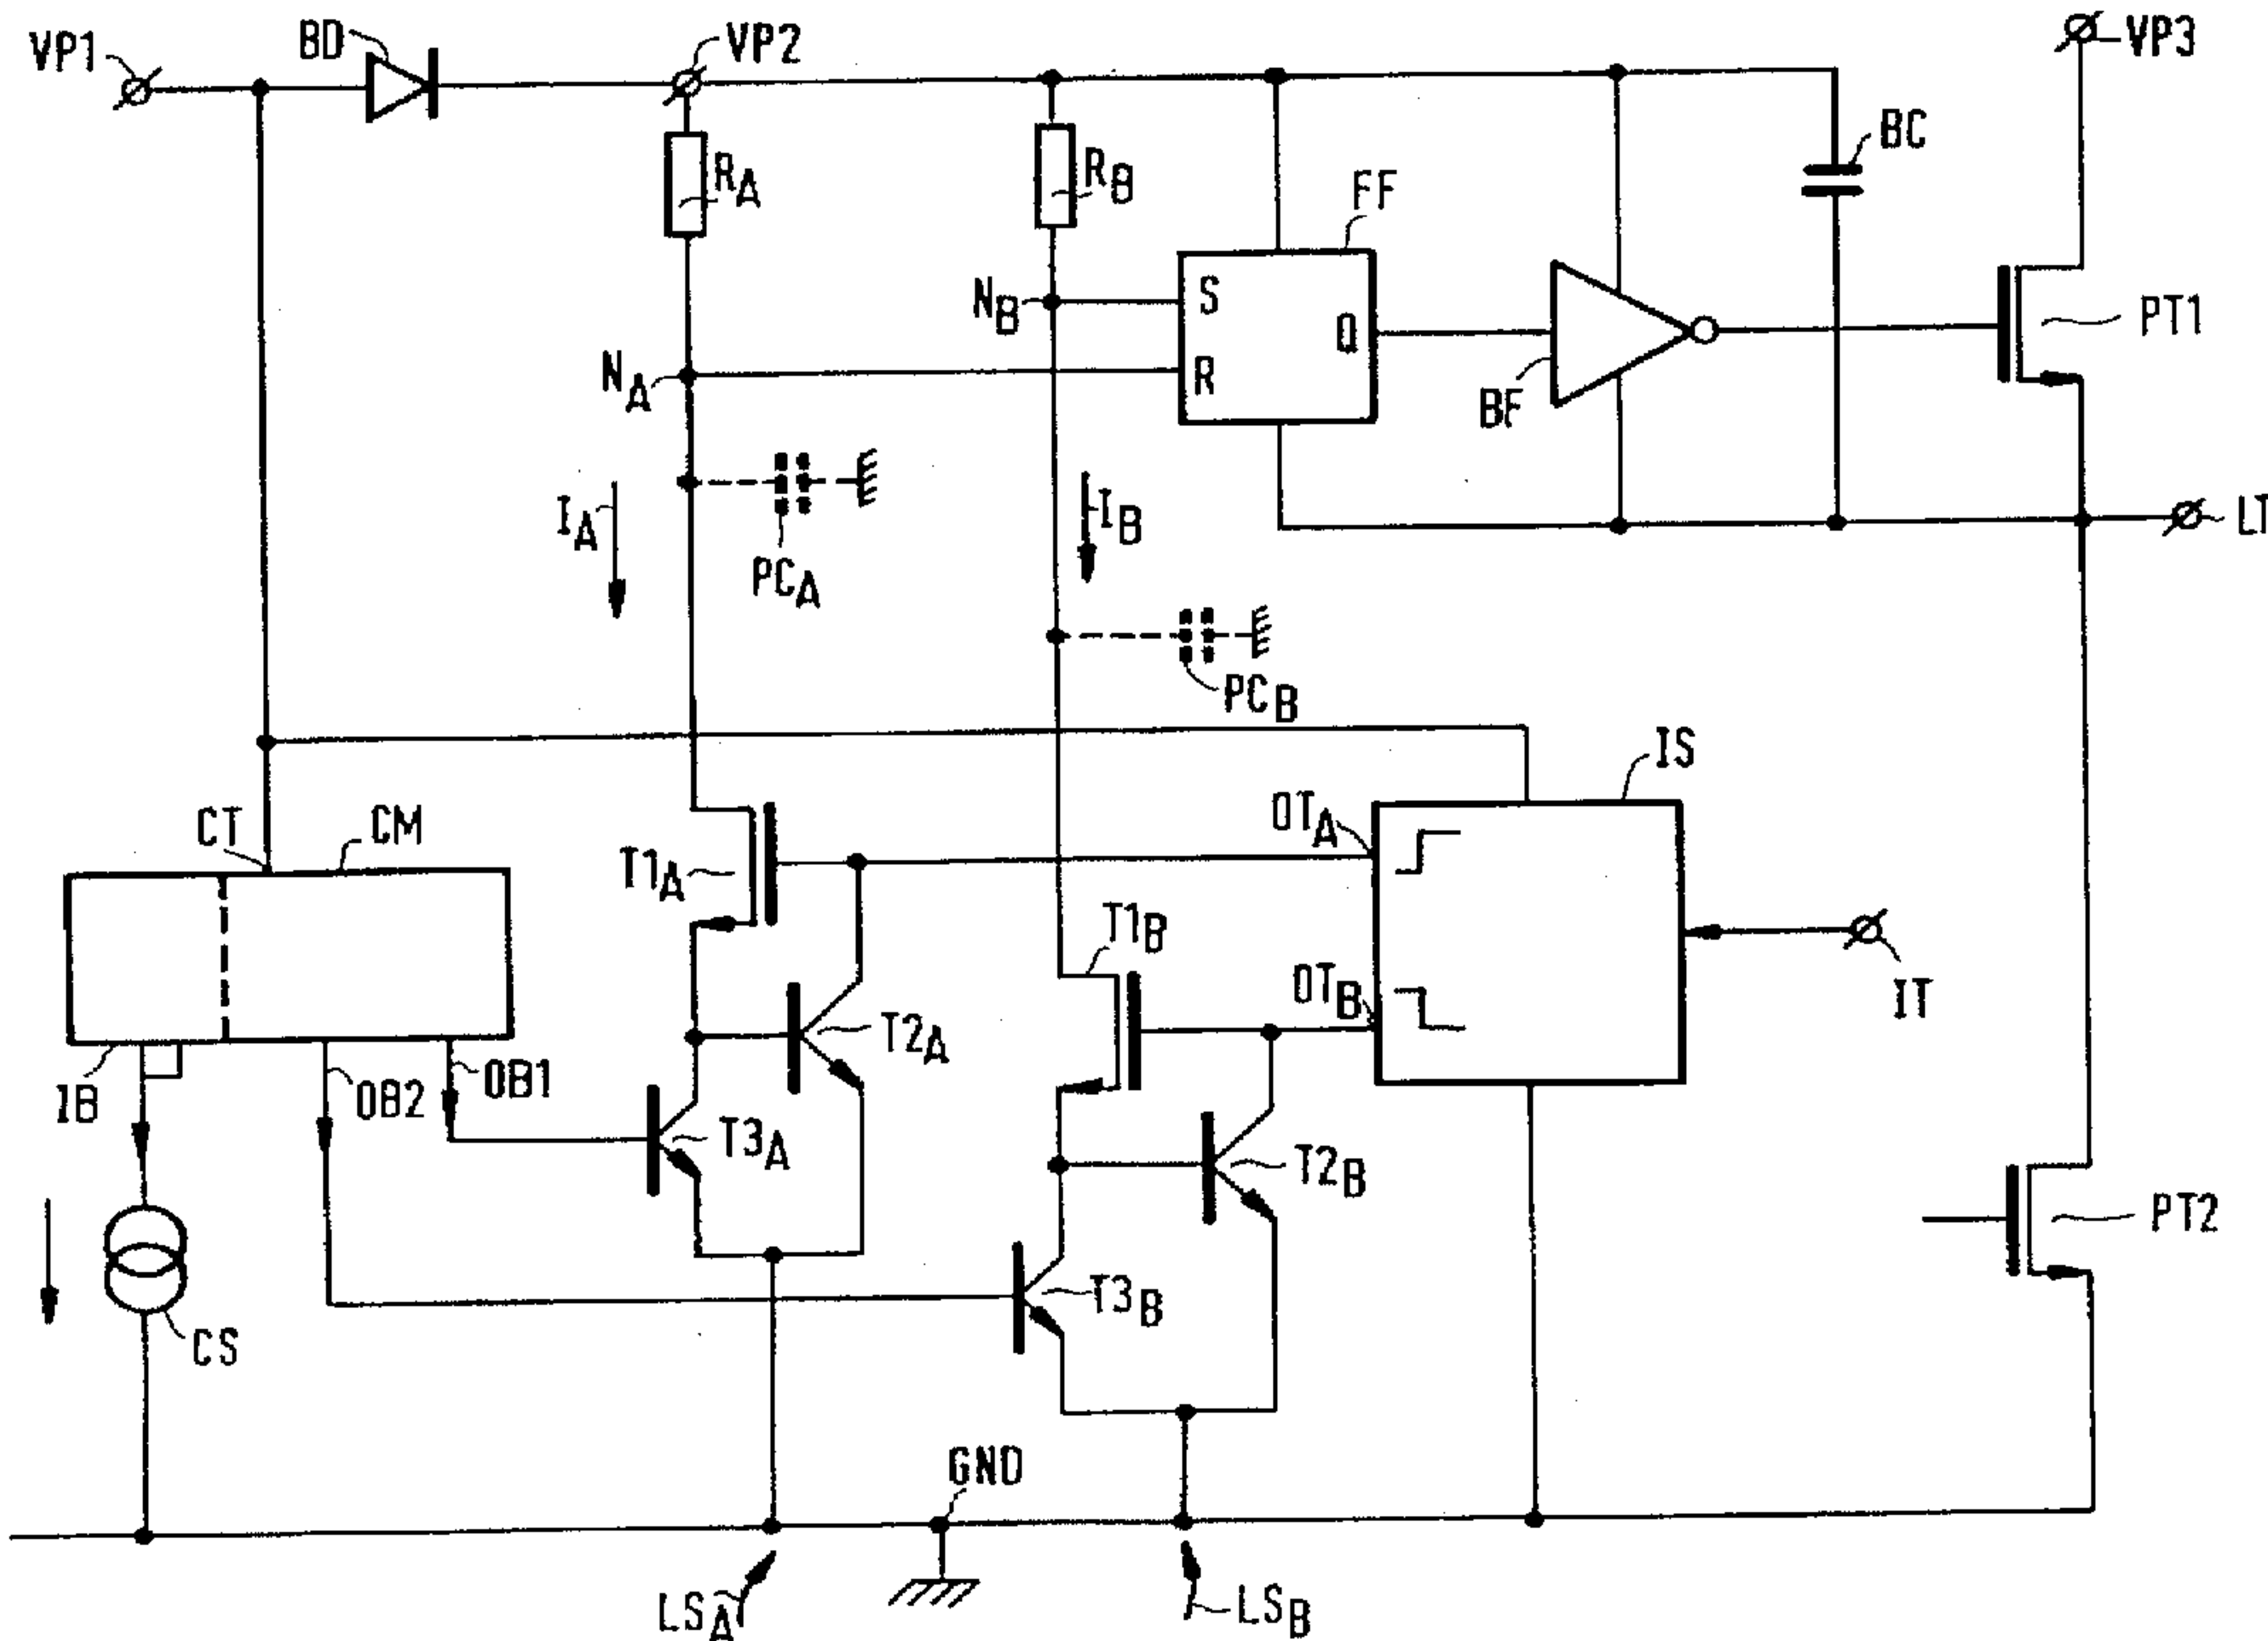 VP1
BD
VP2
VP3
BC
RA
RB
FF
S
NB
Q
PT1
NA
R
BF
IA
IB
LT
PCA
PCB
IS
CT
CM
OTA
T1A
T1B
OTB
IT
T2A
IB
OB2
OB1
T3A
T2B
PT2
T3B
CS
GND
LSA
LSB